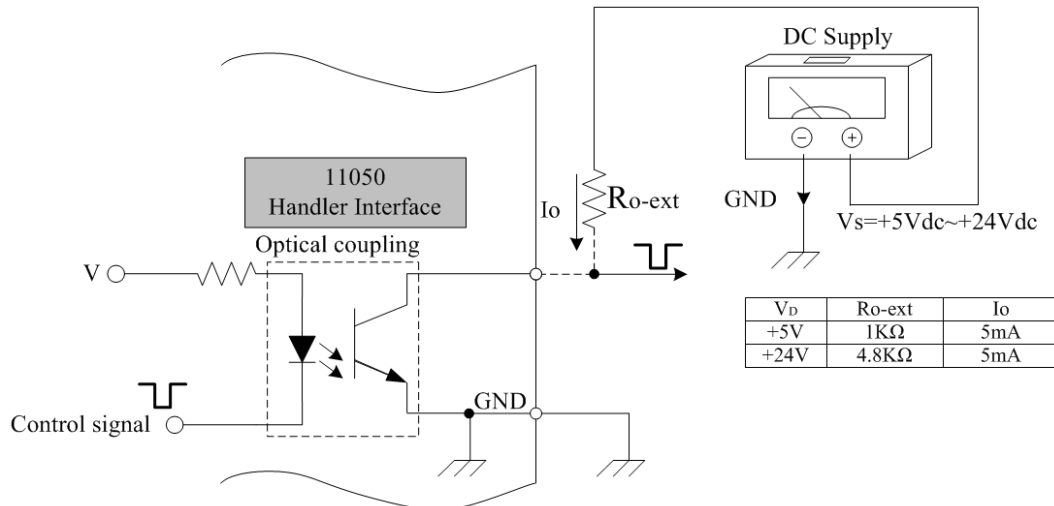 DC Supply
11050
Handler Interface
Io
Ro-ext
− +
GND
Vs=+5Vdc~+24Vdc
Optical coupling
V
VD Ro-ext Io
+5V 1KΩ 5mA
+24V 4.8KΩ 5mA
GND
Control signal